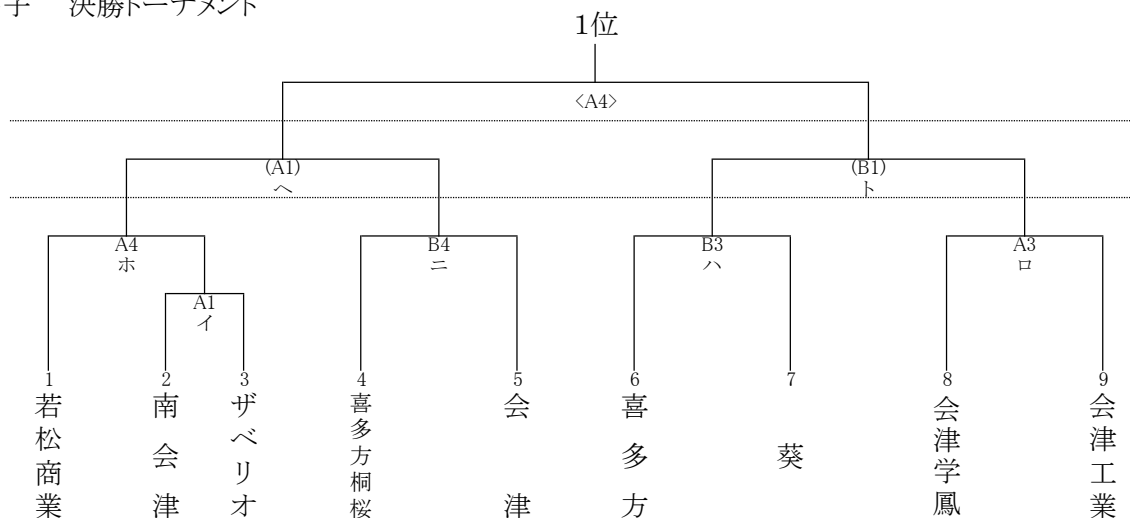 子 決勝トーナメント
1位
<A4>
(A1) (B1)
ヘ ト
A4 B4 B3 A3
ホ ニ ハ ロ
A1
イ
1 2 3 4 5 6 7 8 9
若松商業
南会津
ザベリオ
喜多方桐桜
会津
喜多方
葵
会津学鳳
会津工業